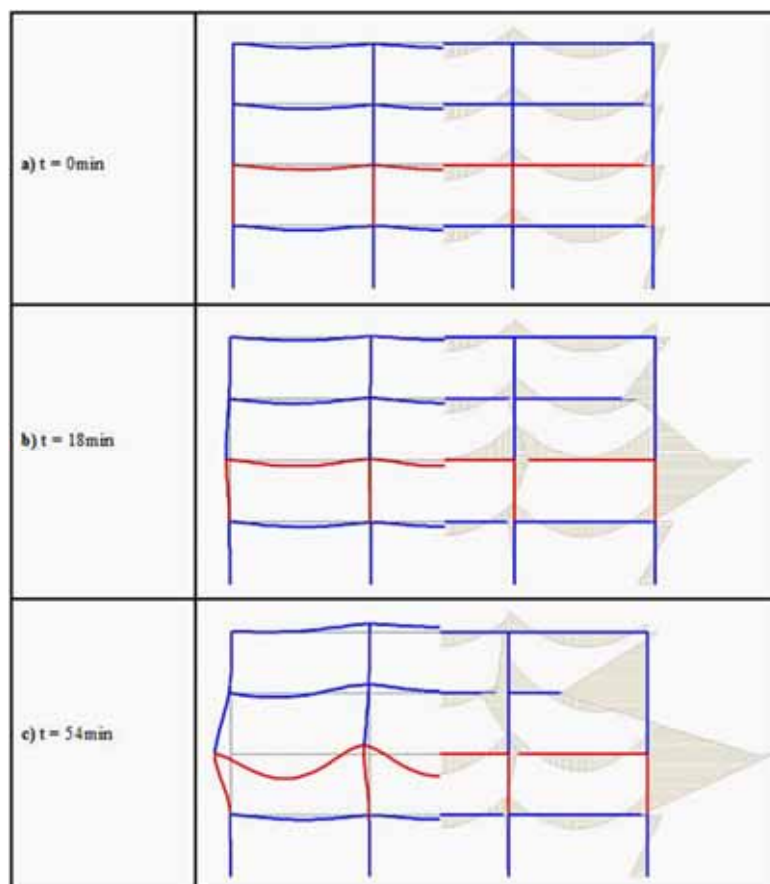 a) t = 0min
b) t = 18min
c) t = 54min